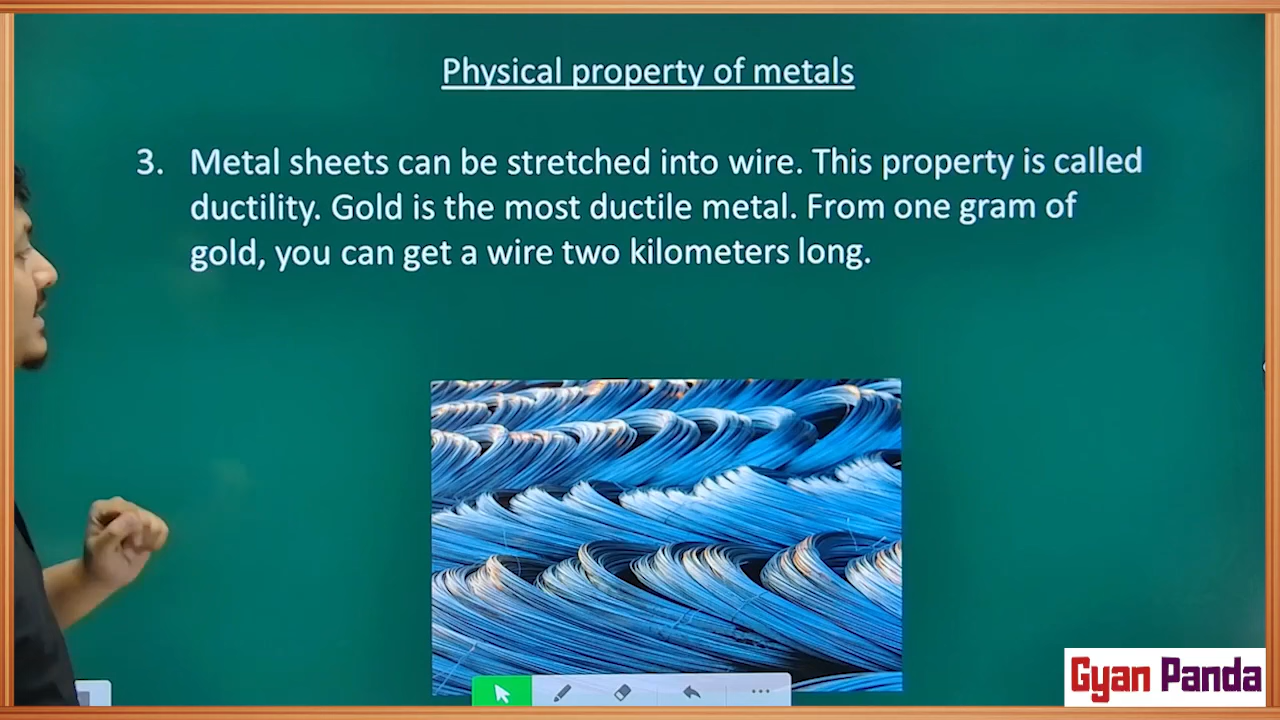 Physical property of metals
3. Metal sheets can be stretched into wire. This property is called
ductility. Gold is the most ductile metal. From one gram of
gold, you can get a wire two kilometers long.
Gyan Panda